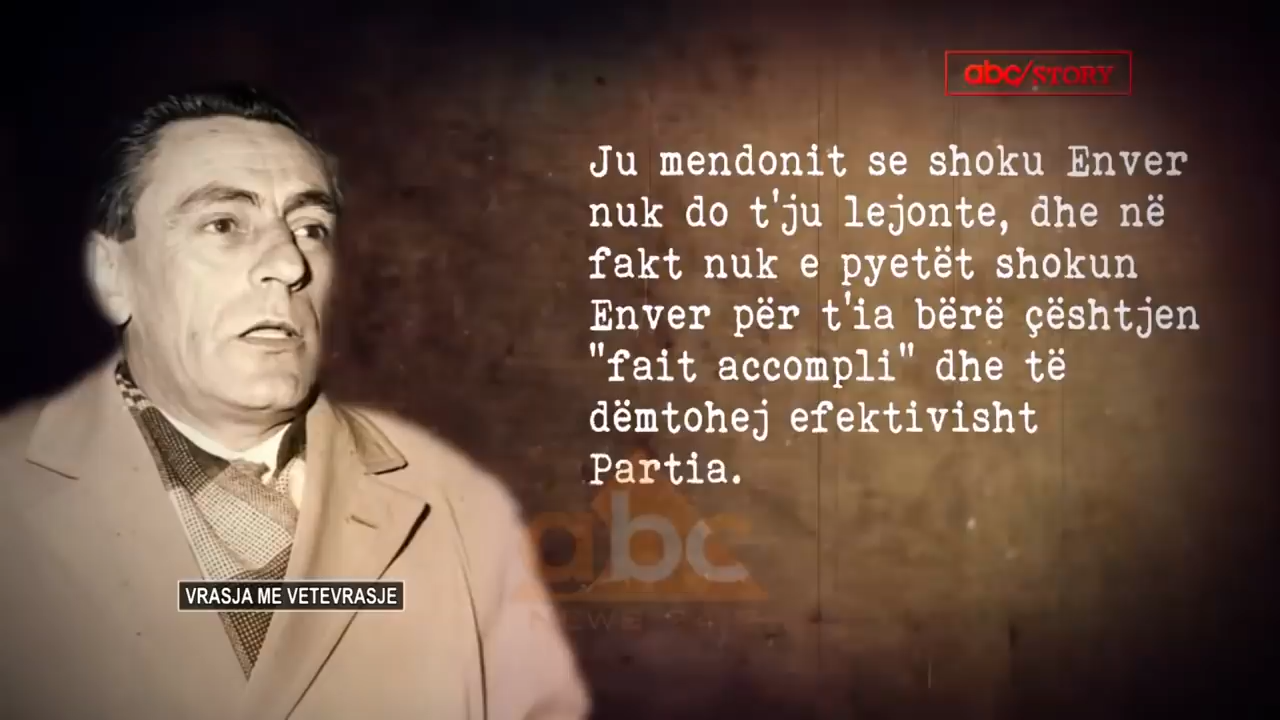 abc/STORY
Ju mendonit se shoku Enver
nuk do t'ju lejonte, dhe në
fakt nuk e pyetët shokun
Enver për t'ia bërë çështjen
"fait accompli" dhe të
dëmtohej efektivisht
Partia.
abc
VRASJA ME VETEVRASJE